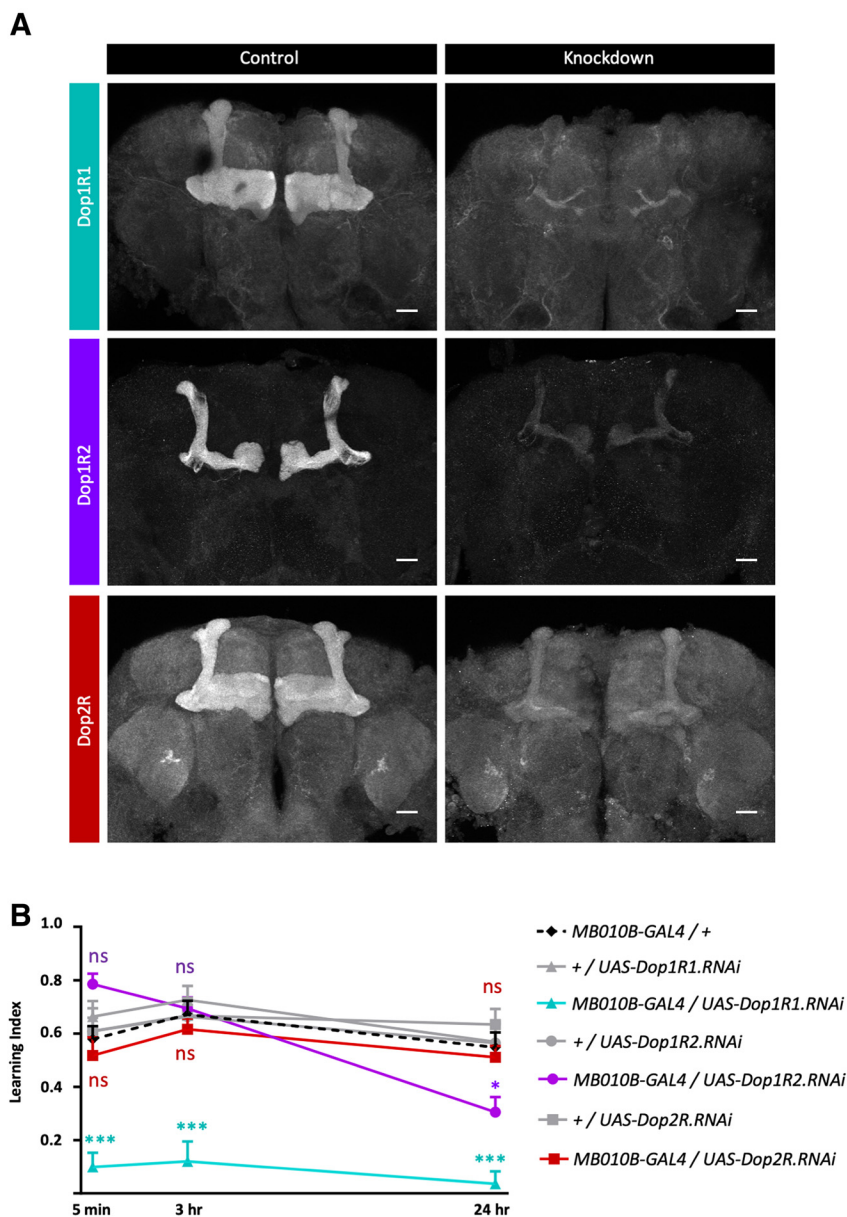 A
Control
Knockdown
Dop1R1
Dop1R2
Dop2R
B
Learning Index
1.0
0.8
0.6
0.4
0.2
5 min
3 hr
24 hr
ns
ns
ns
ns
ns
*
***
***
***
MB010B-GAL4 / +
+ / UAS-Dop1R1.RNAi
MB010B-GAL4 / UAS-Dop1R1.RNAi
+ / UAS-Dop1R2.RNAi
MB010B-GAL4 / UAS-Dop1R2.RNAi
+ / UAS-Dop2R.RNAi
MB010B-GAL4 / UAS-Dop2R.RNAi